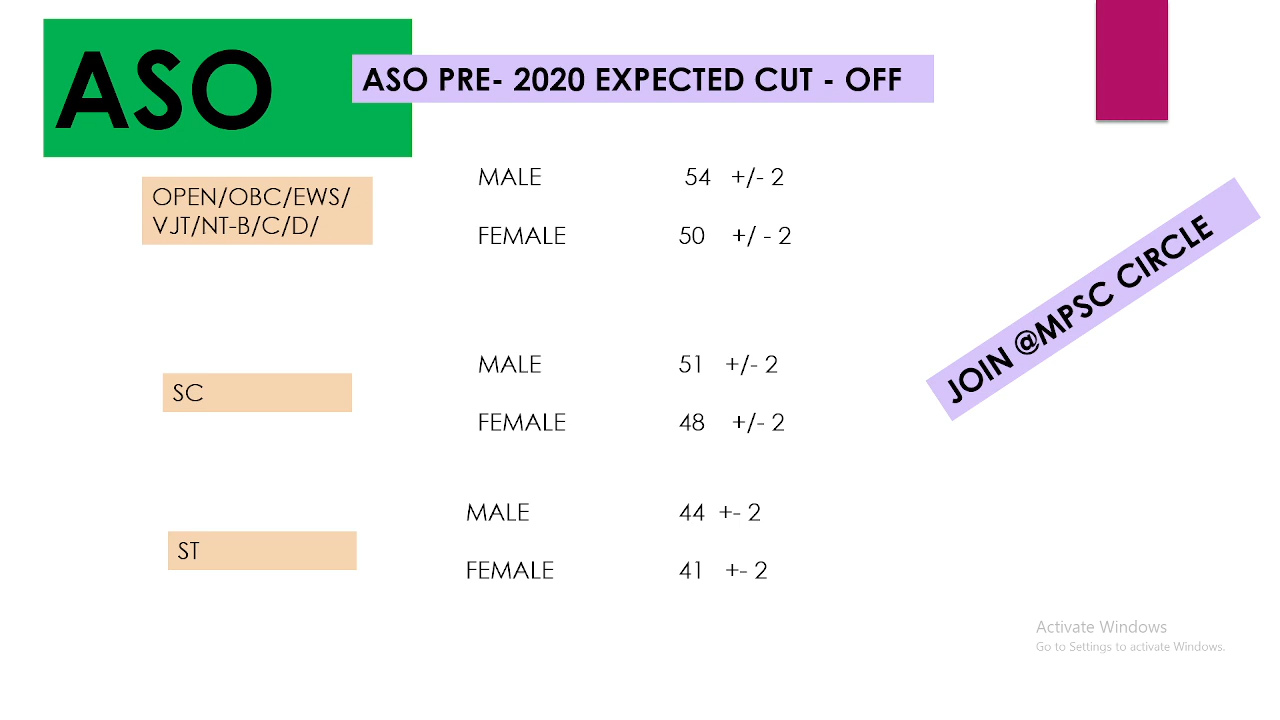 ASO
ASO PRE- 2020 EXPECTED CUT - OFF
OPEN/OBC/EWS/
VJT/NT-B/C/D/
MALE 54 +/- 2
FEMALE 50 +/ - 2
JOIN @MPSC CIRCLE
SC
MALE 51 +/- 2
FEMALE 48 +/- 2
ST
MALE 44 +- 2
FEMALE 41 +- 2
Activate Windows
Go to Settings to activate Windows.